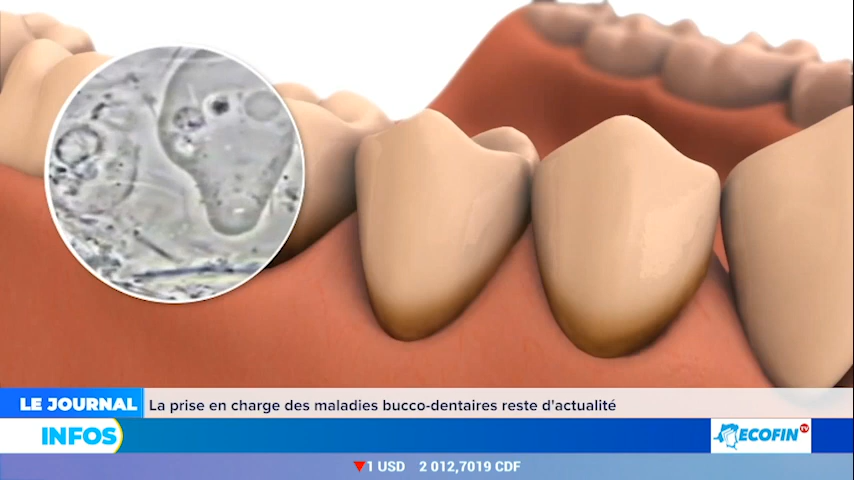 LE JOURNAL
La prise en charge des maladies bucco-dentaires reste d'actualité
INFOS
ECOFIN TV
1 USD 2 012,7019 CDF